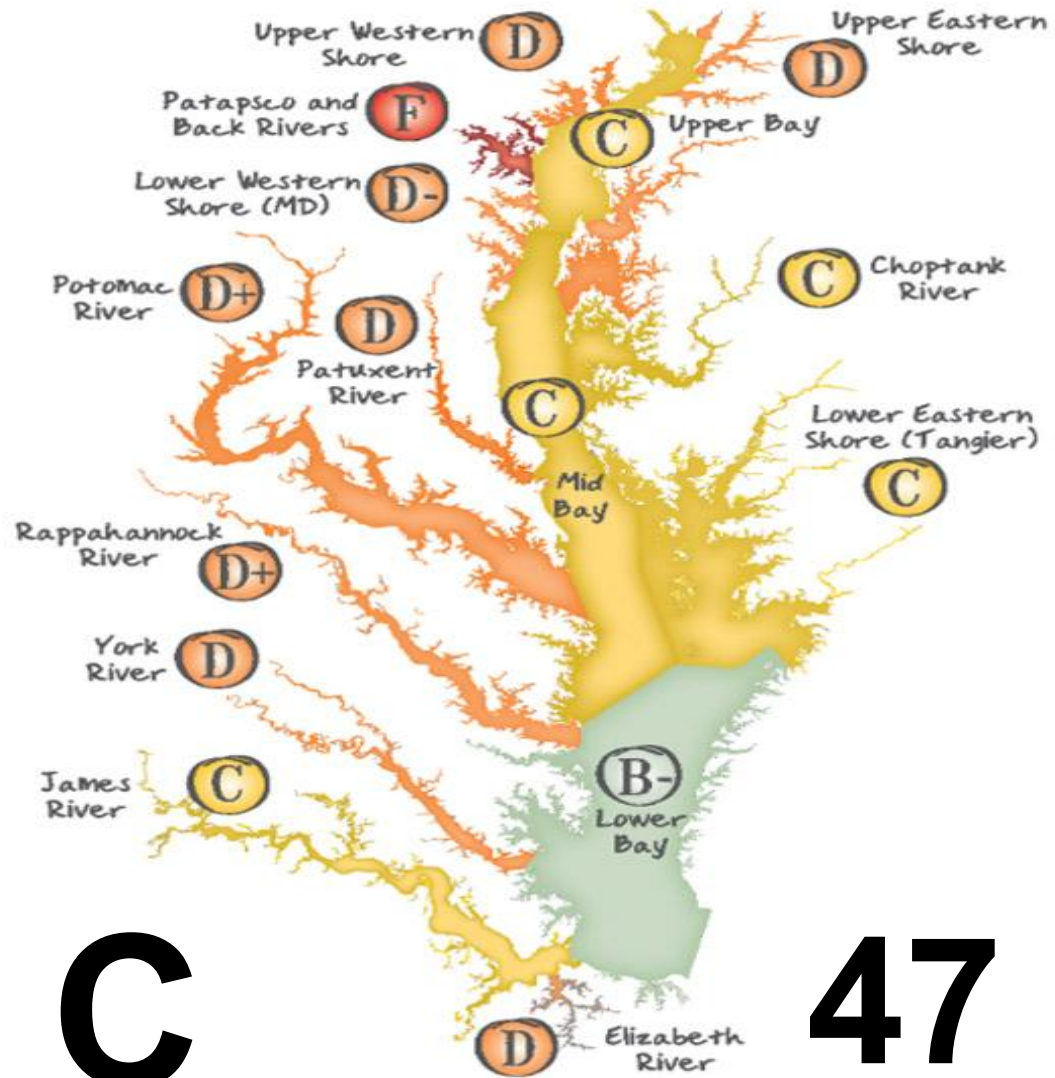 Upper Western
Shore
D
Upper Eastern
Shore
D
Patapsco and
Back Rivers
F
C
Upper Bay
Lower Western
Shore (MD)
D-
Potomac
River
D+
D
Patuxent
River
C
Choptank
River
C
Mid
Bay
Lower Eastern
Shore (Tangier)
C
Rappahannock
River
D+
York
River
D
James
River
C
B-
Lower
Bay
C
47
D
Elizabeth
River